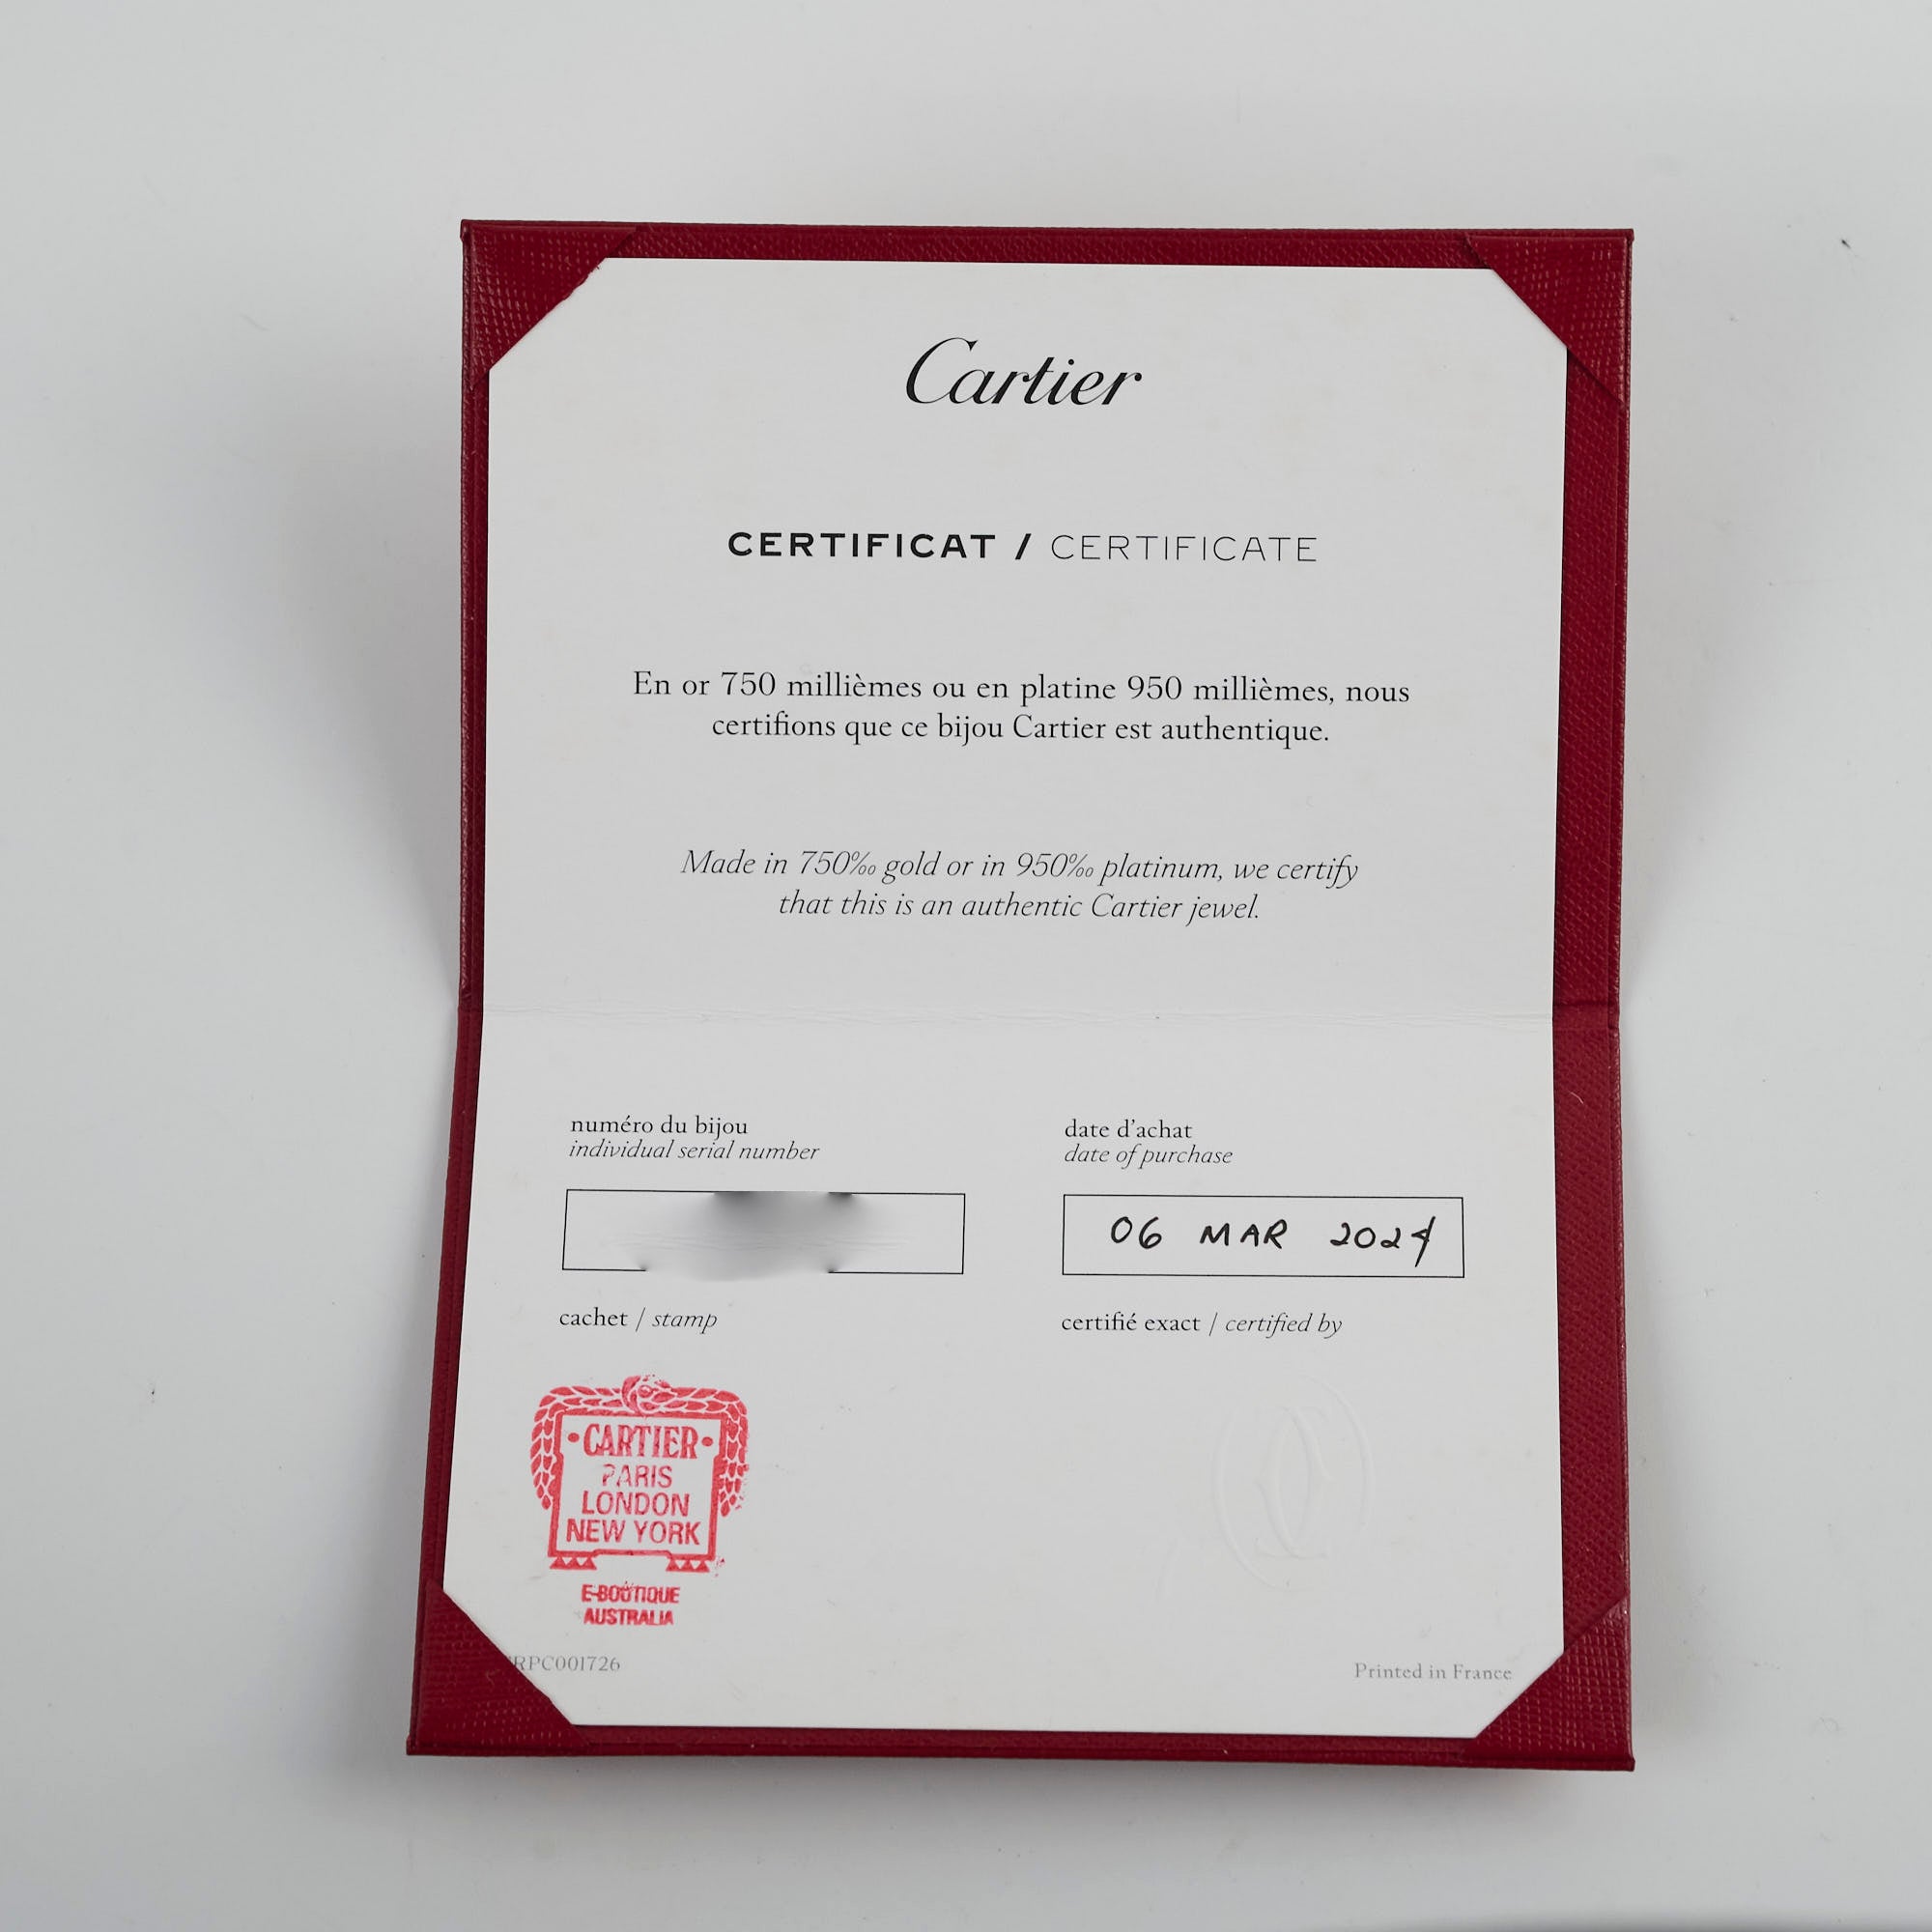 Cartier
CERTIFICAT / CERTIFICATE
En or 750 millièmes ou en platine 950 millièmes, nous
certifions que ce bijou Cartier est authentique.
Made in 750‰ gold or in 950‰ platinum, we certify
that this is an authentic Cartier jewel.
numéro du bijou
individual serial number
date d'achat
date of purchase
06 MAR 2024
cachet / stamp
certifié exact / certified by
CARTIER
PARIS
LONDON
NEW YORK
E-BOUTIQUE
AUSTRALIA
RPC001726
Printed in France